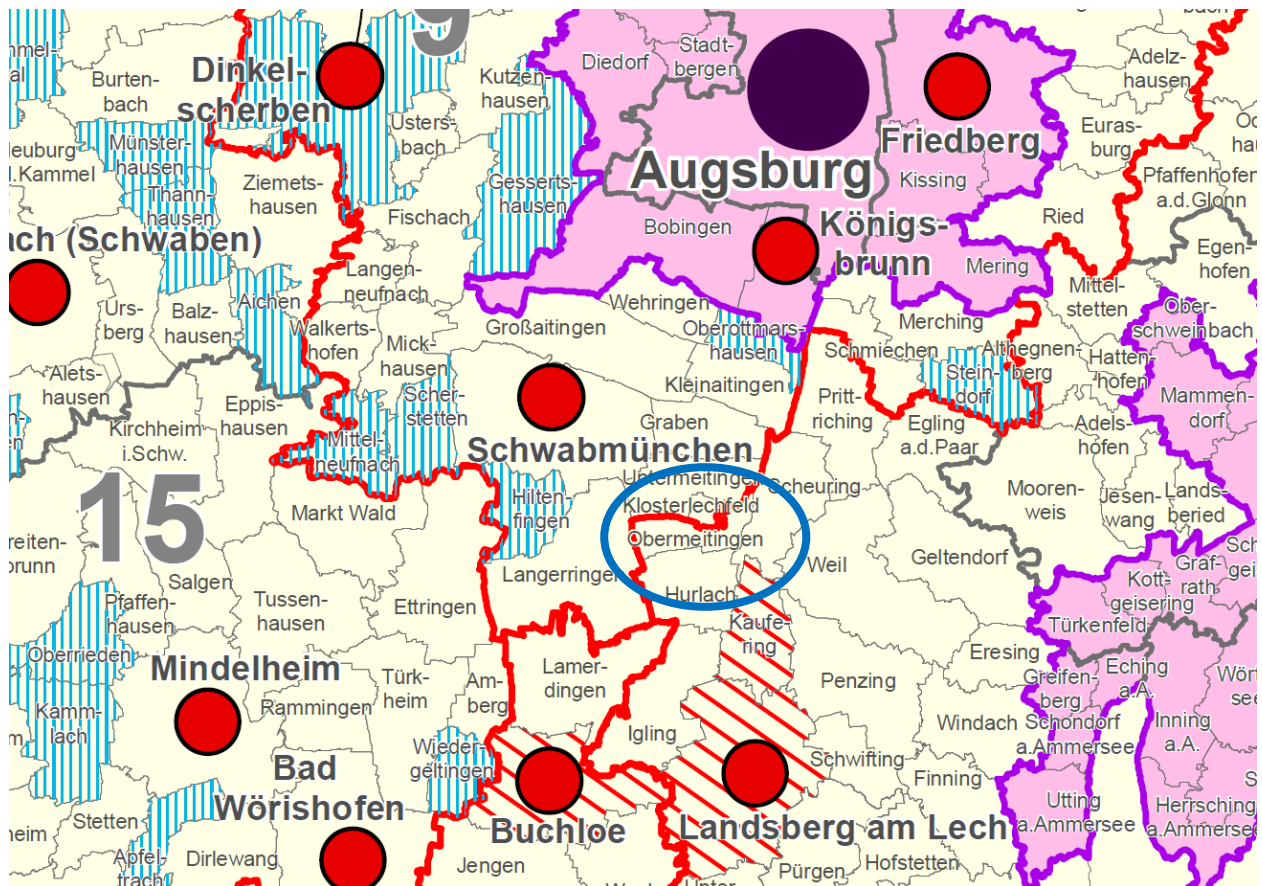 9
Dinkel-
scherben
Burten-
bach
Kutzen-
hausen
Diedorf
Stadt-
bergen
Adelz-
hausen
Münster-
hausen
Usters-
bach
Augsburg
Friedberg
Euras-
burg
Thann-
hausen
Ziemets-
hausen
Gesserts-
hausen
Kissing
Pfaffenhofen
a.d.Glonn
Fischach
Bobingen
Königs-
brunn
Ried
Egen-
hofen
ach (Schwaben)
Langen-
neufnach
Mering
Mittel-
stetten
Urs-
berg
Balz-
hausen
Aichen
Walkerts-
hofen
Mick-
hausen
Großaitingen
Wehringen
Oberottmars-
hausen
Merching
Schmiechen
Althegnen-
berg
Ober-
schweinbach
Hatten-
hofen
Alets-
hausen
Eppis-
hausen
Scher-
stetten
Kleinaitingen
Stein-
dorf
Pritt-
riching
Mammen-
dorf
Kirchheim
i.Schw.
Mittel-
neufnach
Graben
Egling
a.d.Paar
Adels-
hofen
Schwabmünchen
15
Markt Wald
Hilten-
fingen
Untermeitingen
Klosterlechfeld
Scheuring
Mooren-
weis
Jesen-
wang
Lands-
beried
Obermeitingen
Salgen
Langerringen
Weil
Geltendorf
Hurlach
Kott-
geisering
Graf-
rath
Pfaffen-
hausen
Tussen-
hausen
Ettringen
Kaufe-
ring
Türkenfeld
Oberrieden
Mindelheim
Lamer-
dingen
Eresing
Greifen-
berg
Eching
a.A.
Kamm-
lach
Rammingen
Türk-
heim
Am-
berg
Penzing
Igling
Windach
Schondorf
a.Ammersee
Inning
a.A.
Wieder-
geltingen
Schwifting
Finning
Bad
Wörishofen
Utting
a.Ammersee
Herrsching
a.Ammersee
Stetten
Buchloe
Landsberg am Lech
Apfel-
trach
Dirlewang
Jengen
Pürgen
Hofstetten